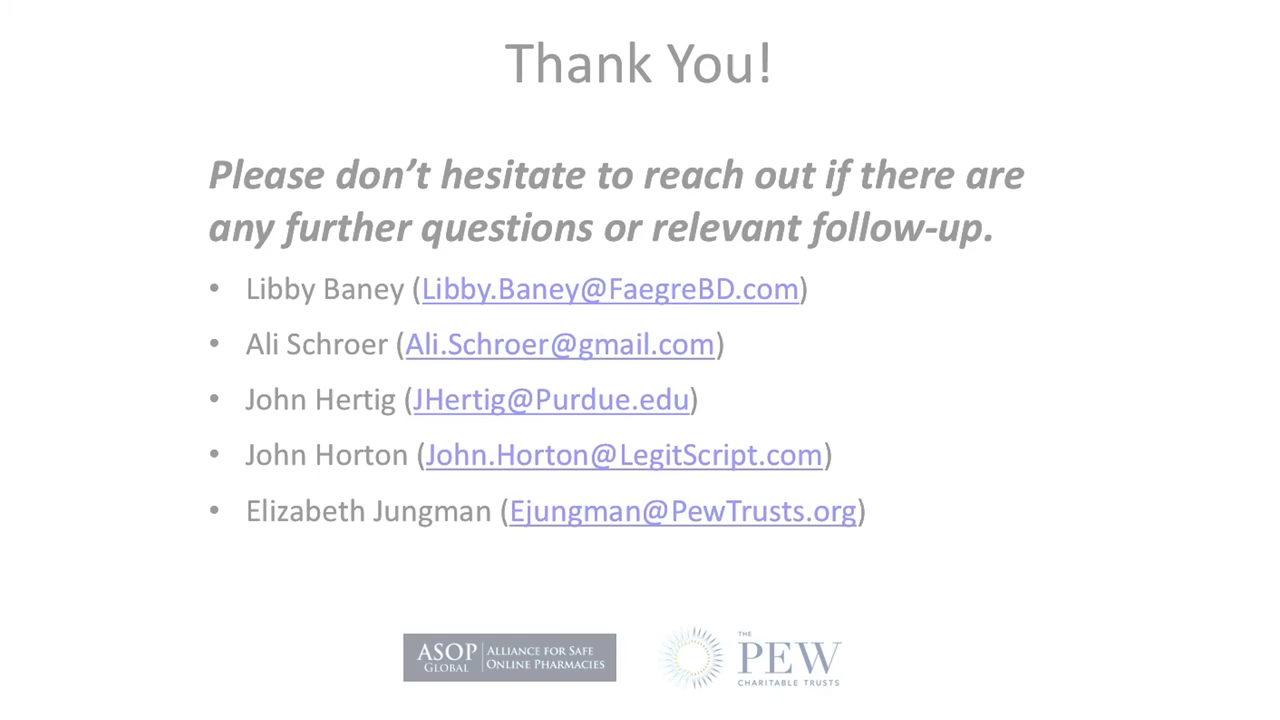 Thank You!
Please don't hesitate to reach out if there are
any further questions or relevant follow-up.
• Libby Baney (Libby.Baney@FaegreBD.com)
• Ali Schroer (Ali.Schroer@gmail.com)
• John Hertig (JHertig@Purdue.edu)
• John Horton (John.Horton@LegitScript.com)
• Elizabeth Jungman (Ejungman@PewTrusts.org)
ASOP GLOBAL
ALLIANCE FOR SAFE
ONLINE PHARMACIES
THE
PEW
CHARITABLE TRUSTS